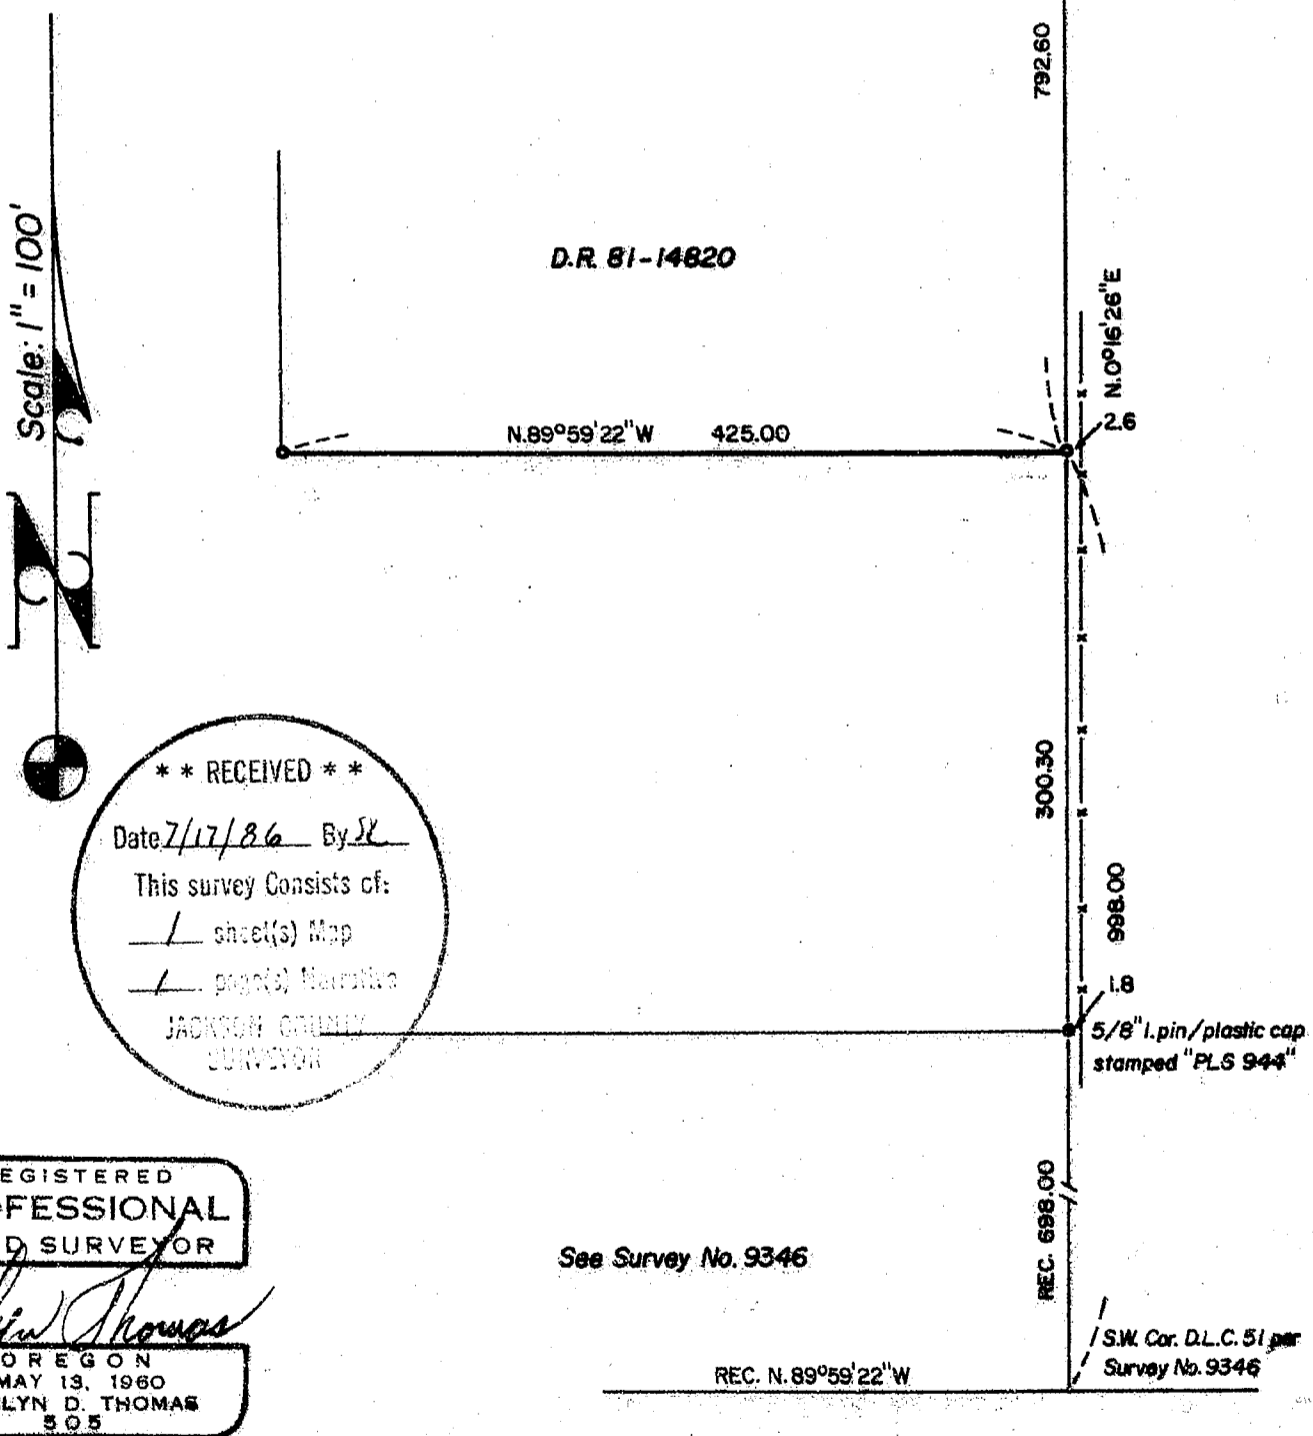 792.60
Scale: 1" = 100'
D.R. 81-14820
N.0°16'26"E
2.6
N.89°59'22"W 425.00
N
* * RECEIVED * *
Date 7/17/86 By
This survey Consists of:
1 sheet(s) Map
1 page(s) Narrative
JACKSON COUNTY
SURVEYOR
300.30
998.00
1.8
5/8" I.pin/plastic cap
stamped "PLS 944"
REC. 698.00
See Survey No. 9346
S.W. Cor. D.L.C. 51 per
Survey No. 9346
REC. N.89°59'22"W
EGISTERED
FESSIONAL
D SURVEYOR
Thomas
OREGON
MAY 13, 1960
LYN D. THOMAS
505